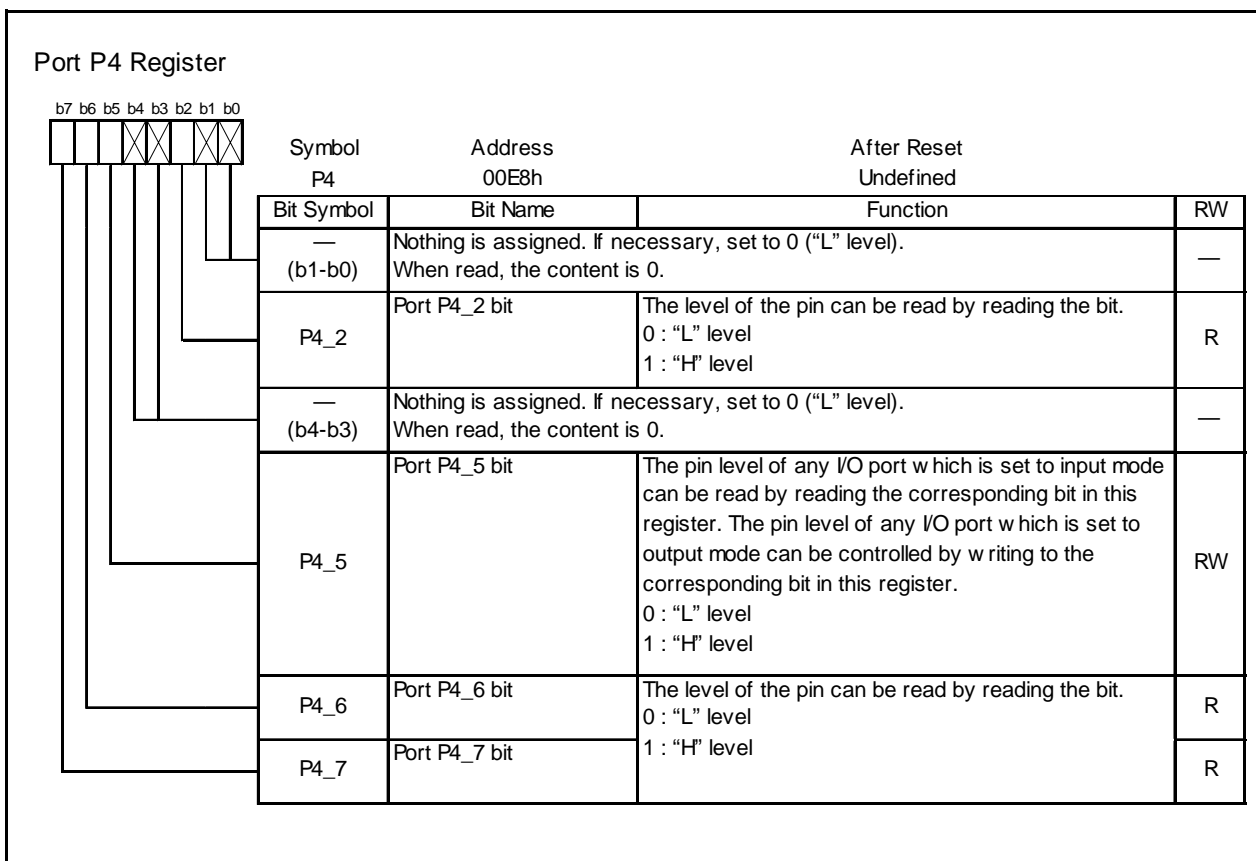 Port P4 Register
b7 b6 b5 b4 b3 b2 b1 b0
Symbol Address After Reset
P4 00E8h Undefined
Bit Symbol Bit Name Function RW
—
(b1-b0)
Nothing is assigned. If necessary, set to 0 (“L” level).
When read, the content is 0.
—
P4_2
Port P4_2 bit
The level of the pin can be read by reading the bit.
0 : “L” level
1 : “H” level
R
—
(b4-b3)
Nothing is assigned. If necessary, set to 0 (“L” level).
When read, the content is 0.
—
P4_5
Port P4_5 bit
The pin level of any I/O port which is set to input mode
can be read by reading the corresponding bit in this
register. The pin level of any I/O port which is set to
output mode can be controlled by writing to the
corresponding bit in this register.
0 : “L” level
1 : “H” level
RW
P4_6
Port P4_6 bit
The level of the pin can be read by reading the bit.
0 : “L” level
1 : “H” level
R
P4_7
Port P4_7 bit
R